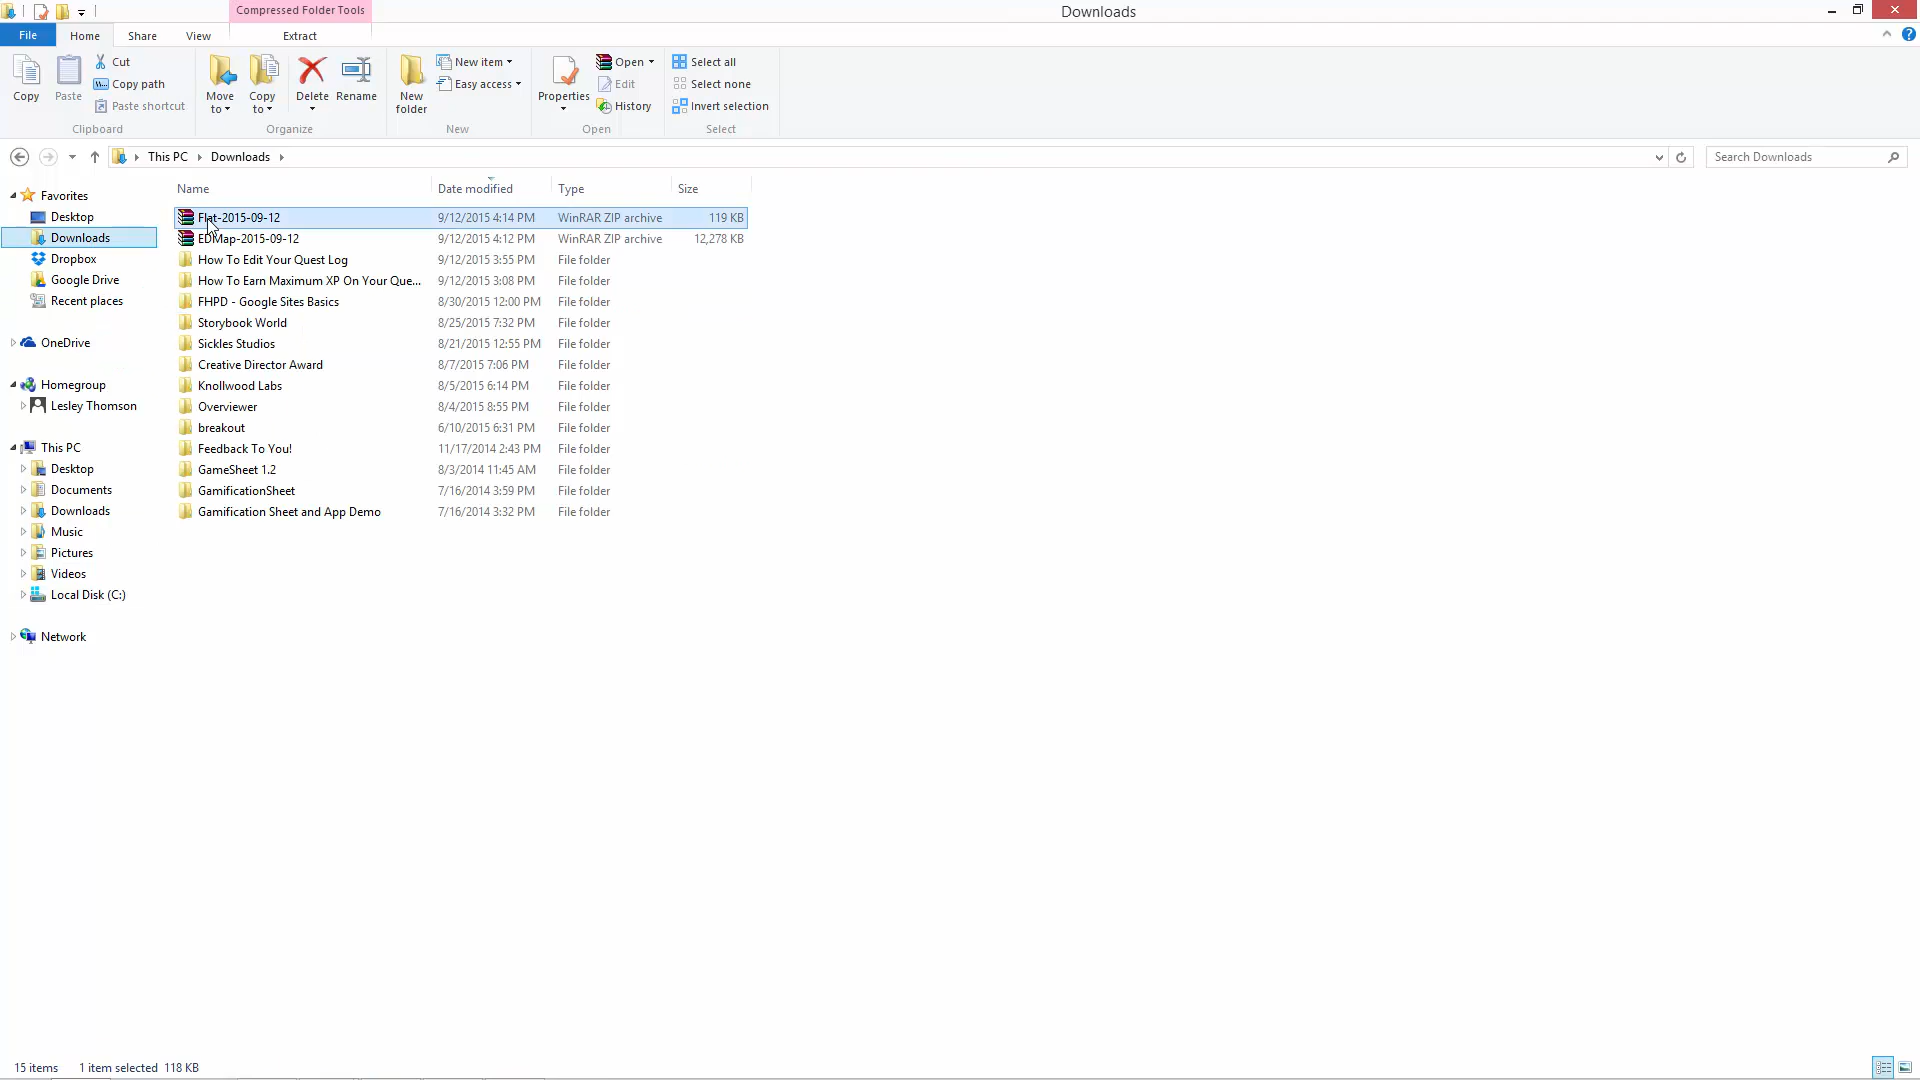 Compressed Folder Tools
Downloads
File Home Share View Extract
Copy
Paste
Cut
Copy path
Paste shortcut
Clipboard
Move to
Copy to
Delete
Rename
Organize
New folder
New item
Easy access
New
Properties
Open
Edit
History
Open
Select all
Select none
Invert selection
Select
This PC Downloads
Search Downloads
Favorites
Desktop
Downloads
Dropbox
Google Drive
Recent places
OneDrive
Homegroup
Lesley Thomson
This PC
Desktop
Documents
Downloads
Music
Pictures
Videos
Local Disk (C:)
Network
Name Date modified Type Size
Flat-2015-09-12 9/12/2015 4:14 PM WinRAR ZIP archive 119 KB
EDMap-2015-09-12 9/12/2015 4:12 PM WinRAR ZIP archive 12,278 KB
How To Edit Your Quest Log 9/12/2015 3:55 PM File folder
How To Earn Maximum XP On Your Que... 9/12/2015 3:08 PM File folder
FHPD - Google Sites Basics 8/30/2015 12:00 PM File folder
Storybook World 8/25/2015 7:32 PM File folder
Sickles Studios 8/21/2015 12:55 PM File folder
Creative Director Award 8/7/2015 7:06 PM File folder
Knollwood Labs 8/5/2015 6:14 PM File folder
Overviewer 8/4/2015 8:55 PM File folder
breakout 6/10/2015 6:31 PM File folder
Feedback To You! 11/17/2014 2:43 PM File folder
GameSheet 1.2 8/3/2014 11:45 AM File folder
GamificationSheet 7/16/2014 3:59 PM File folder
Gamification Sheet and App Demo 7/16/2014 3:32 PM File folder
15 items 1 item selected 118 KB